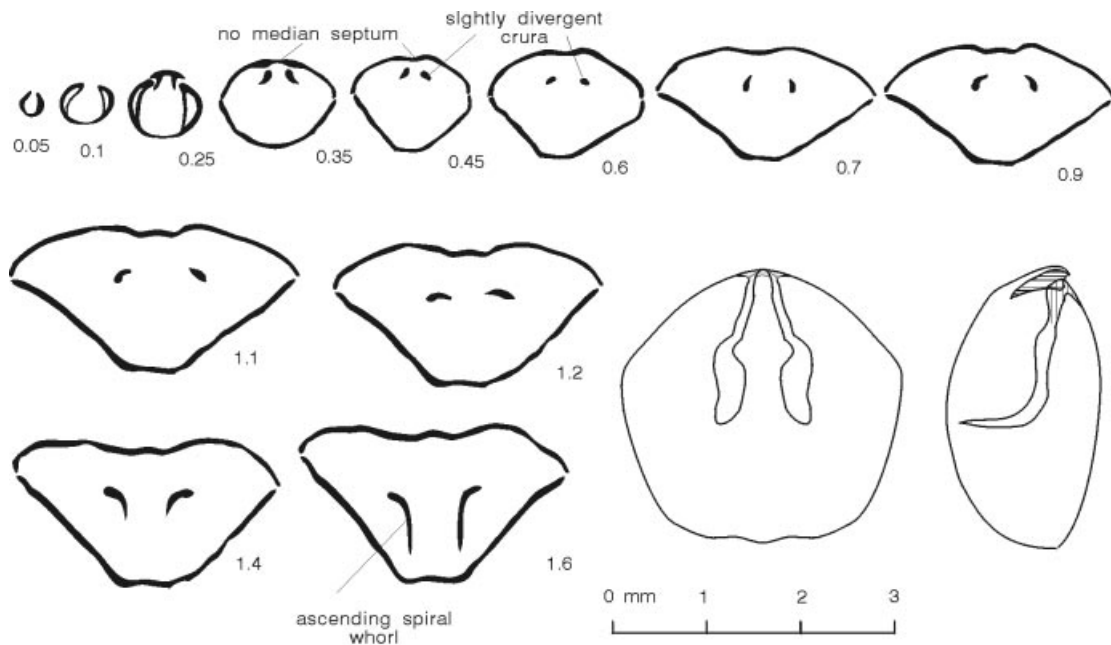 no median septum
slghtly divergent
crura
0.05
0.1
0.25
0.35
0.45
0.6
0.7
0.9
1.1
1.2
1.4
1.6
ascending spiral
whorl
0 mm 1 2 3